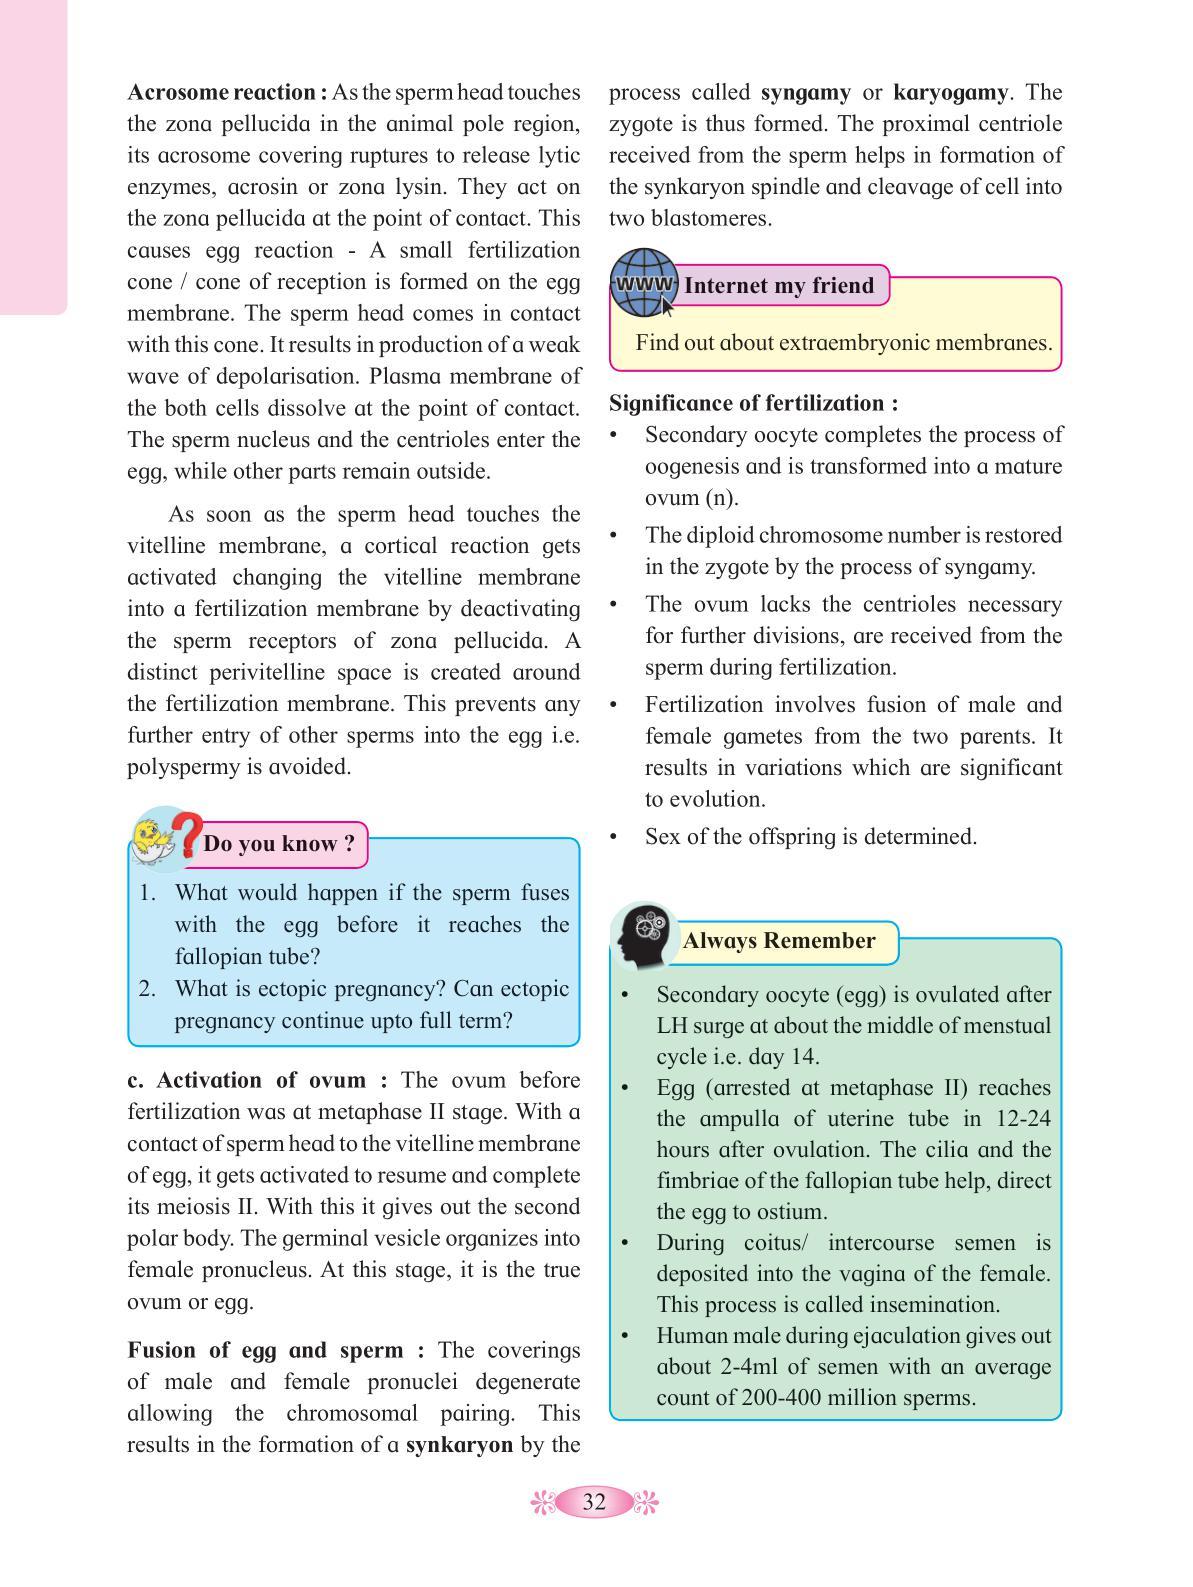 Acrosome reaction : As the sperm head touches
the zona pellucida in the animal pole region,
its acrosome covering ruptures to release lytic
enzymes, acrosin or zona lysin. They act on
the zona pellucida at the point of contact. This
causes egg reaction - A small fertilization
cone / cone of reception is formed on the egg
membrane. The sperm head comes in contact
with this cone. It results in production of a weak
wave of depolarisation. Plasma membrane of
the both cells dissolve at the point of contact.
The sperm nucleus and the centrioles enter the
egg, while other parts remain outside.
As soon as the sperm head touches the
vitelline membrane, a cortical reaction gets
activated changing the vitelline membrane
into a fertilization membrane by deactivating
the sperm receptors of zona pellucida. A
distinct perivitelline space is created around
the fertilization membrane. This prevents any
further entry of other sperms into the egg i.e.
polyspermy is avoided.
Do you know ?
1. What would happen if the sperm fuses
with the egg before it reaches the
fallopian tube?
2. What is ectopic pregnancy? Can ectopic
pregnancy continue upto full term?
c. Activation of ovum : The ovum before
fertilization was at metaphase II stage. With a
contact of sperm head to the vitelline membrane
of egg, it gets activated to resume and complete
its meiosis II. With this it gives out the second
polar body. The germinal vesicle organizes into
female pronucleus. At this stage, it is the true
ovum or egg.
Fusion of egg and sperm : The coverings
of male and female pronuclei degenerate
allowing the chromosomal pairing. This
results in the formation of a synkaryon by the
process called syngamy or karyogamy. The
zygote is thus formed. The proximal centriole
received from the sperm helps in formation of
the synkaryon spindle and cleavage of cell into
two blastomeres.
WWW Internet my friend
Find out about extraembryonic membranes.
Significance of fertilization :
• Secondary oocyte completes the process of
oogenesis and is transformed into a mature
ovum (n).
• The diploid chromosome number is restored
in the zygote by the process of syngamy.
• The ovum lacks the centrioles necessary
for further divisions, are received from the
sperm during fertilization.
• Fertilization involves fusion of male and
female gametes from the two parents. It
results in variations which are significant
to evolution.
• Sex of the offspring is determined.
Always Remember
• Secondary oocyte (egg) is ovulated after
LH surge at about the middle of menstual
cycle i.e. day 14.
• Egg (arrested at metaphase II) reaches
the ampulla of uterine tube in 12-24
hours after ovulation. The cilia and the
fimbriae of the fallopian tube help, direct
the egg to ostium.
• During coitus/ intercourse semen is
deposited into the vagina of the female.
This process is called insemination.
• Human male during ejaculation gives out
about 2-4ml of semen with an average
count of 200-400 million sperms.
32